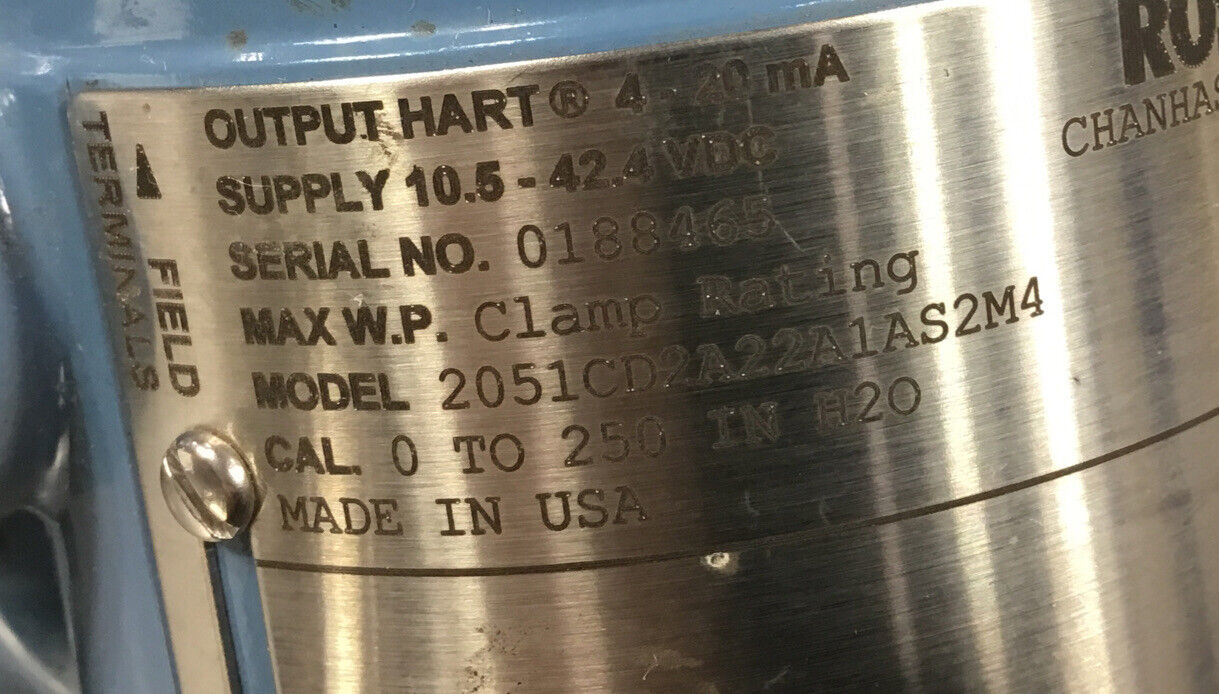 OUTPUT HART® 4 - 20 mA
SUPPLY 10.5 - 42.4 VDC
SERIAL NO. 0188465
MAX W.P. Clamp Rating
MODEL 2051CD2A22A1AS2M4
CAL. 0 TO 250 IN H2O
MADE IN USA
FIELD
TERMINALS